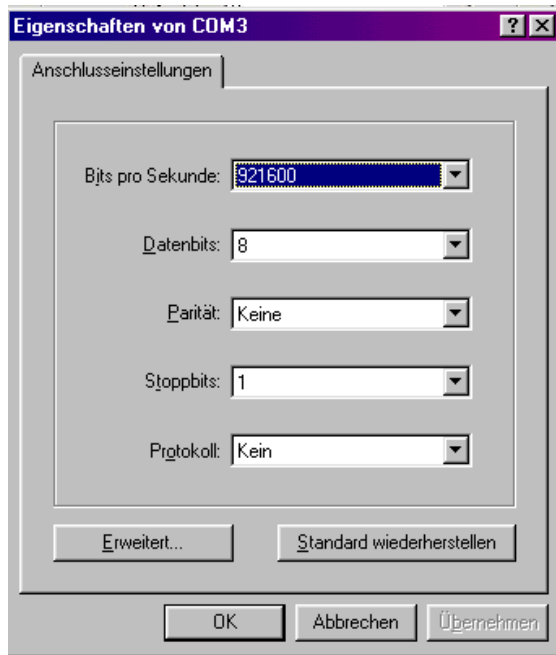 Eigenschaften von COM3
Anschlusseinstellungen
Bits pro Sekunde: 921600
Datenbits: 8
Parität: Keine
Stoppbits: 1
Protokoll: Kein
Erweitert... Standard wiederherstellen
OK Abbrechen Übernehmen